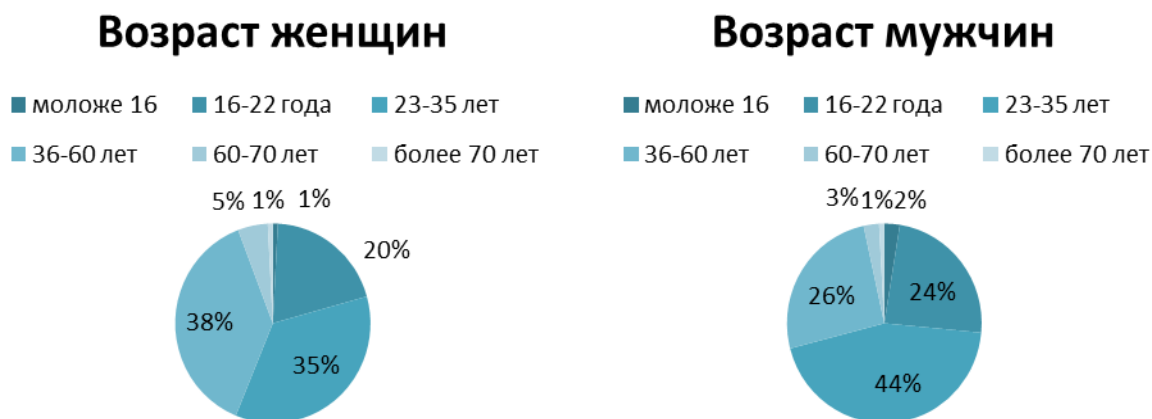 Возраст женщин
моложе 16 16-22 года 23-35 лет
36-60 лет 60-70 лет более 70 лет
5% 1% 1%
20%
38%
35%
Возраст мужчин
моложе 16 16-22 года 23-35 лет
36-60 лет 60-70 лет более 70 лет
3% 1% 2%
26% 24%
44%